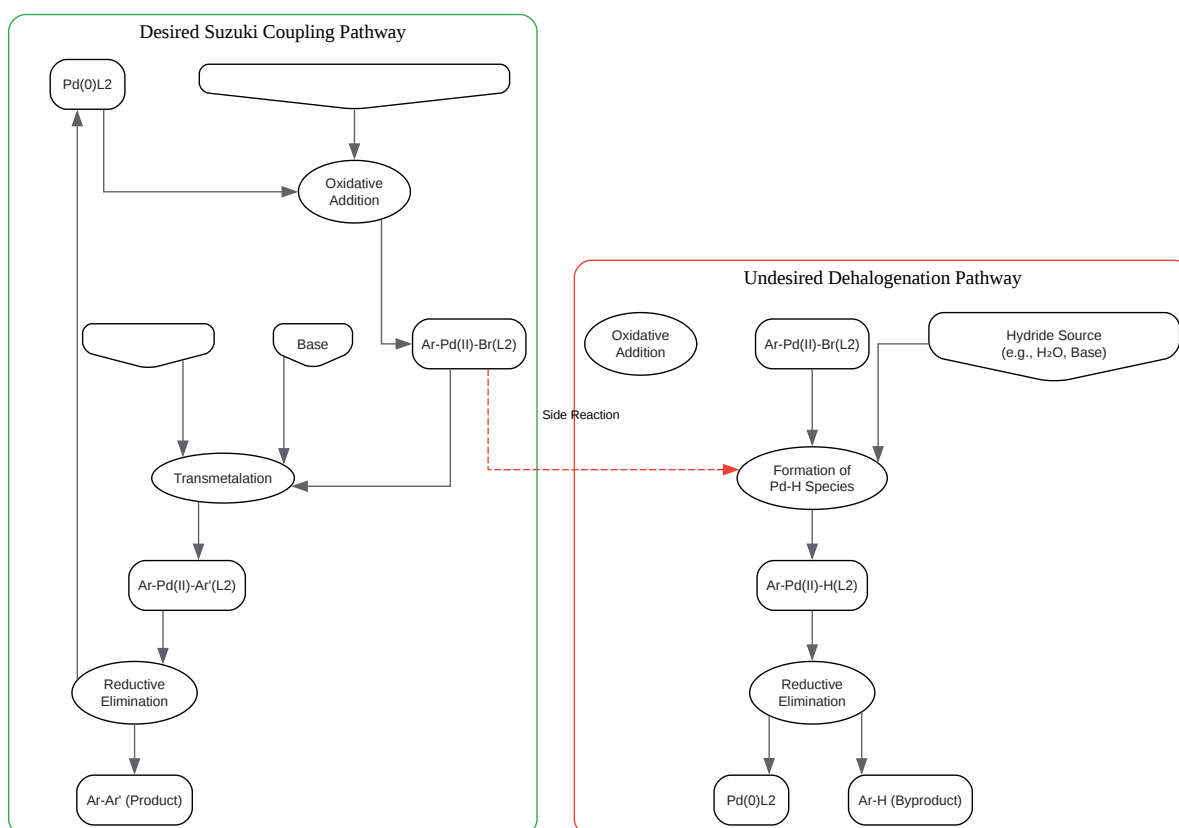 Desired Suzuki Coupling Pathway
Pd(0)L2
Oxidative
Addition
Base
Ar-Pd(II)-Br(L2)
Transmetalation
Ar-Pd(II)-Ar'(L2)
Reductive
Elimination
Ar-Ar' (Product)
Side Reaction
Undesired Dehalogenation Pathway
Oxidative
Addition
Ar-Pd(II)-Br(L2)
Hydride Source
(e.g., H₂O, Base)
Formation of
Pd-H Species
Ar-Pd(II)-H(L2)
Reductive
Elimination
Pd(0)L2
Ar-H (Byproduct)